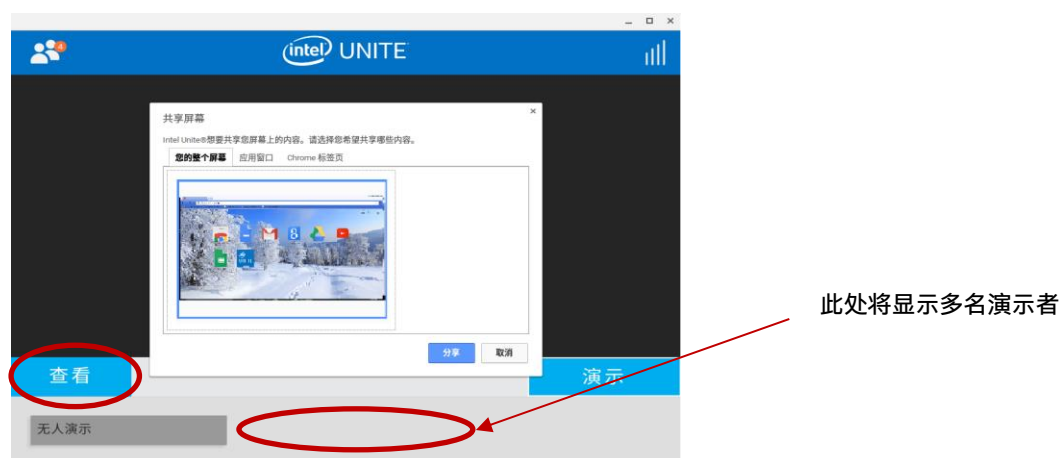 4
intel UNITE
共享屏幕
Intel Unite®想要共享您屏幕上的内容。请选择您希望共享哪些内容。
您的整个屏幕 应用窗口 Chrome 标签页
分享 取消
此处将显示多名演示者
查看 演示
无人演示